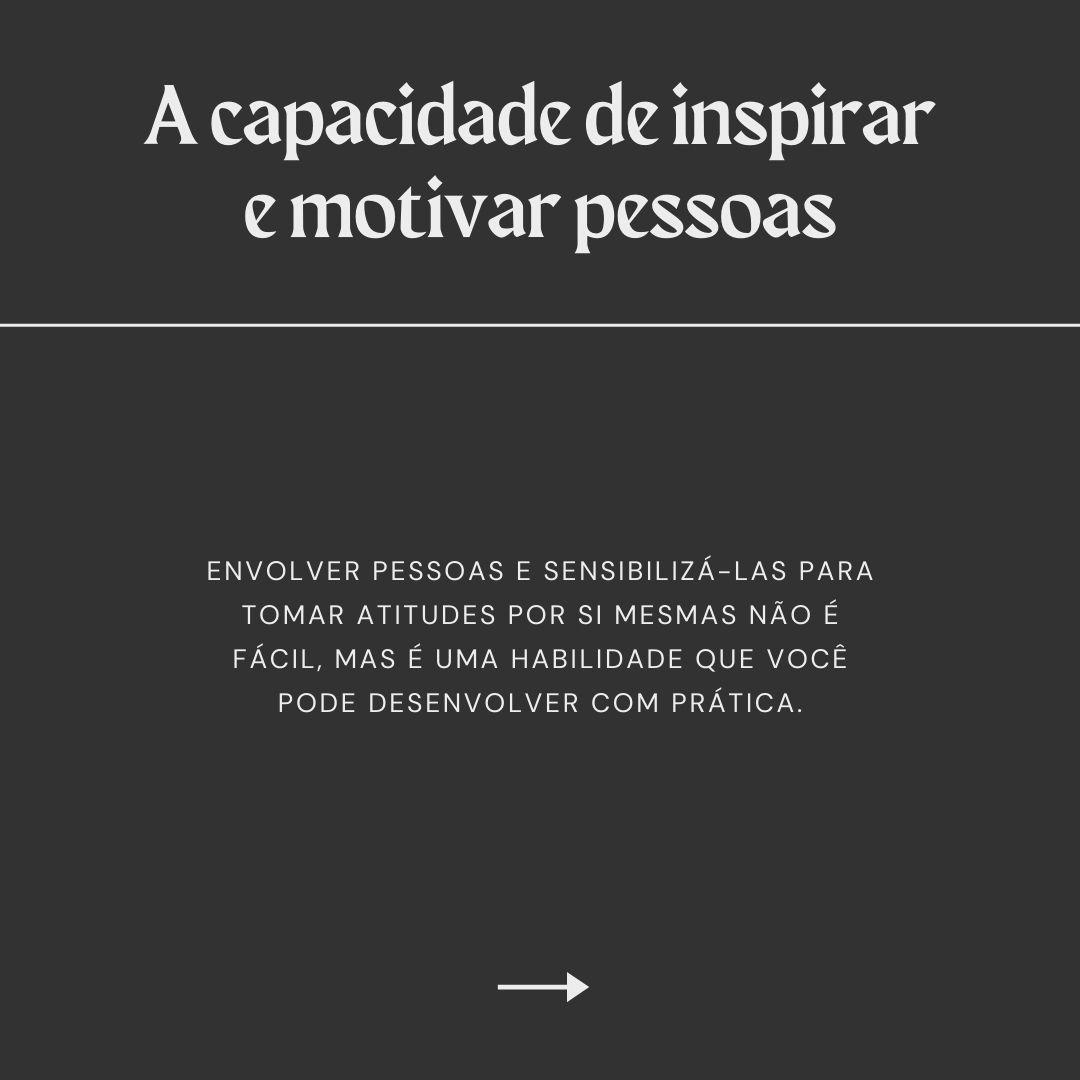 A capacidade de inspirar
e motivar pessoas
ENVOLVER PESSOAS E SENSIBILIZÁ-LAS PARA
TOMAR ATITUDES POR SI MESMAS NÃO É
FÁCIL, MAS É UMA HABILIDADE QUE VOCÊ
PODE DESENVOLVER COM PRÁTICA.